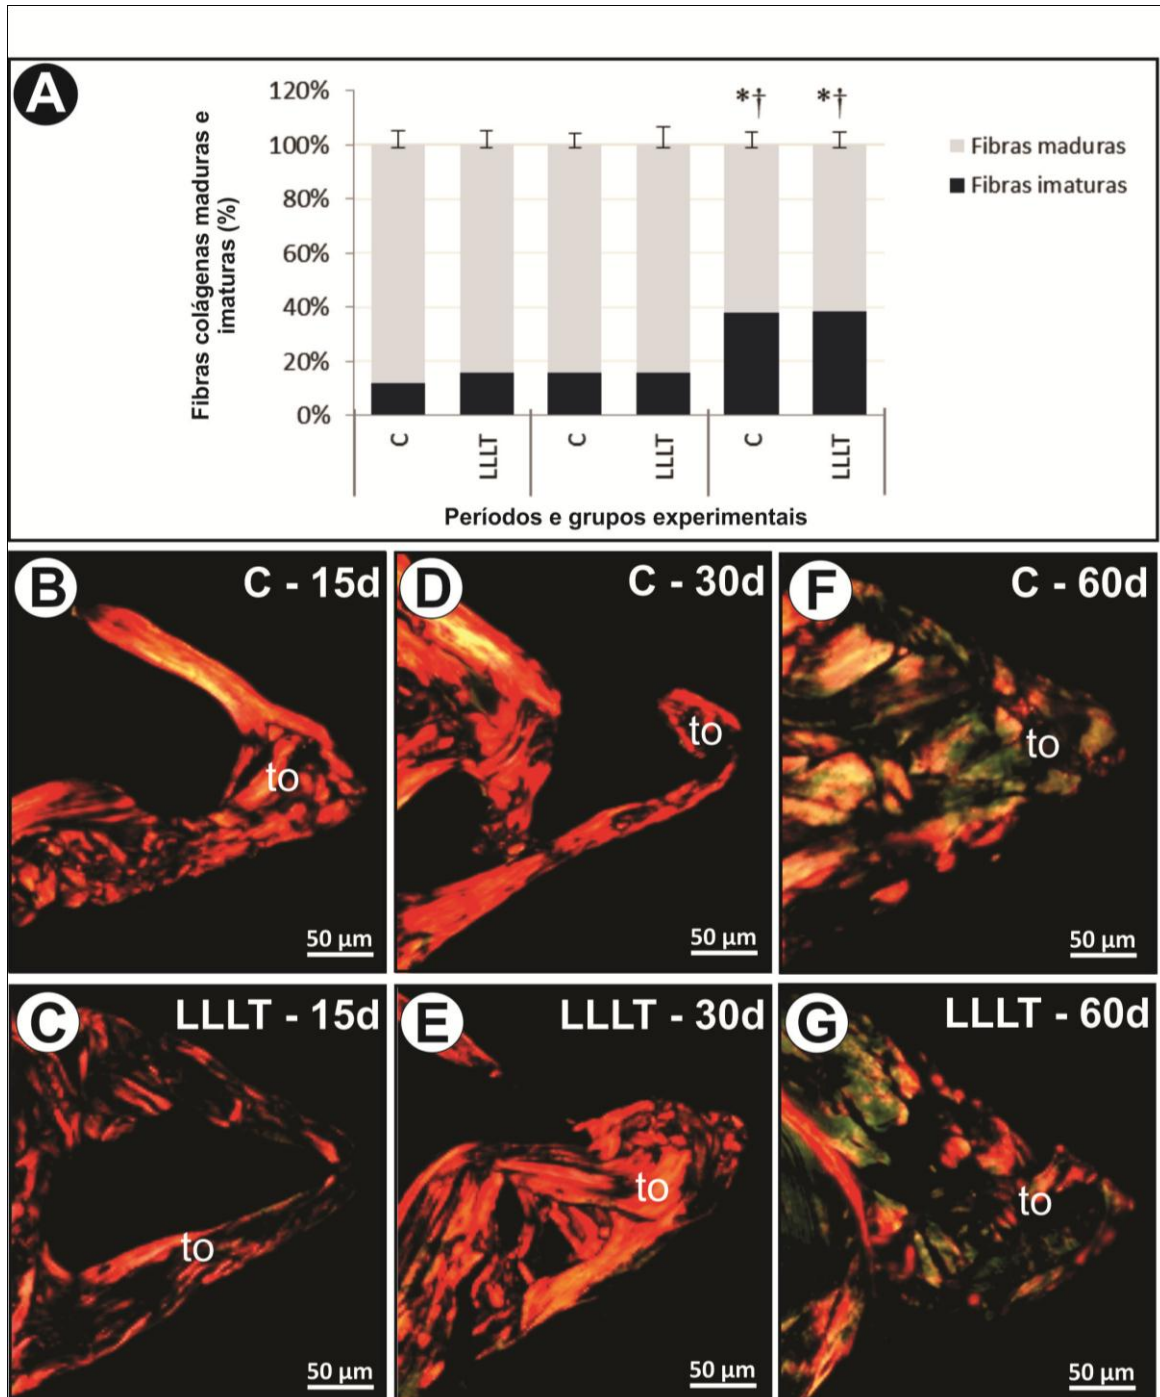 A
Fibras colágenas maduras e
imaturas (%)
120%
100%
80%
60%
40%
20%
0%
*† *†
Fibras maduras
Fibras imaturas
C LLLT C LLLT C LLLT
Períodos e grupos experimentais
B C - 15d
to
50 µm
D C - 30d
to
50 µm
F C - 60d
to
50 µm
C LLLT - 15d
to
50 µm
E LLLT - 30d
to
50 µm
G LLLT - 60d
to
50 µm